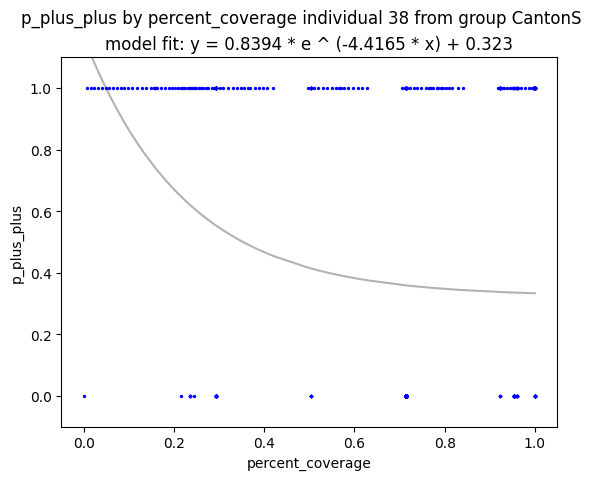 p_plus_plus by percent_coverage individual 38 from group CantonS
model fit: y = 0.8394 * e ^ (-4.4165 * x) + 0.323
1.0
0.8
0.6
0.4
0.2
0.0
p_plus_plus
0.0 0.2 0.4 0.6 0.8 1.0
percent_coverage